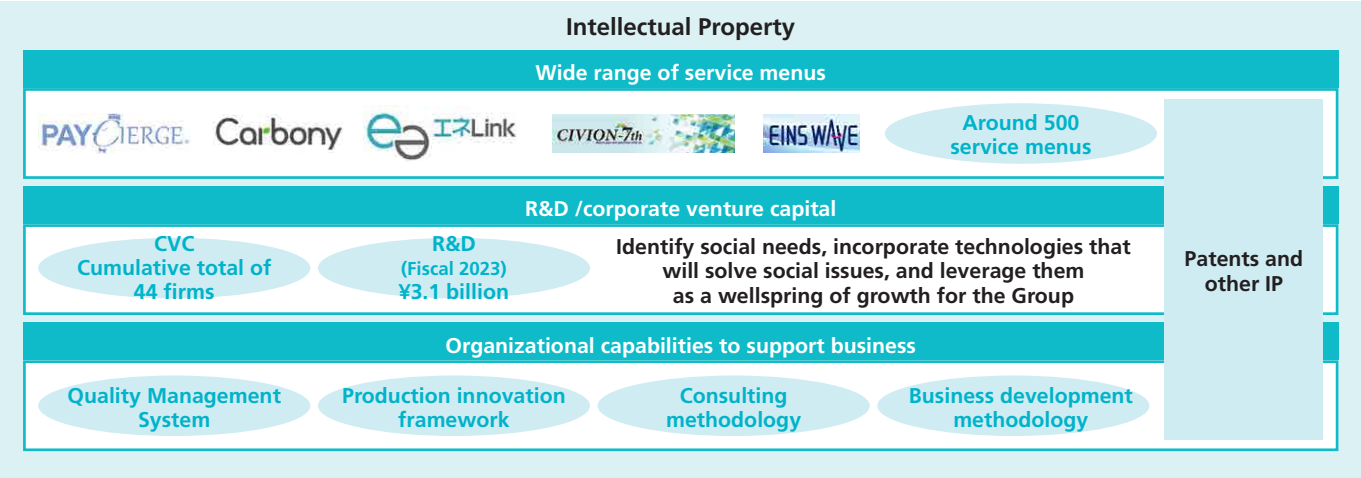 Intellectual Property
Wide range of service menus
PAYCIERGE.
Carbony
エネLink
CIVION-7th
EINS WAVE
Around 500
service menus
R&D /corporate venture capital
CVC
Cumulative total of
44 firms
R&D
(Fiscal 2023)
¥3.1 billion
Identify social needs, incorporate technologies that
will solve social issues, and leverage them
as a wellspring of growth for the Group
Patents and
other IP
Organizational capabilities to support business
Quality Management
System
Production innovation
framework
Consulting
methodology
Business development
methodology